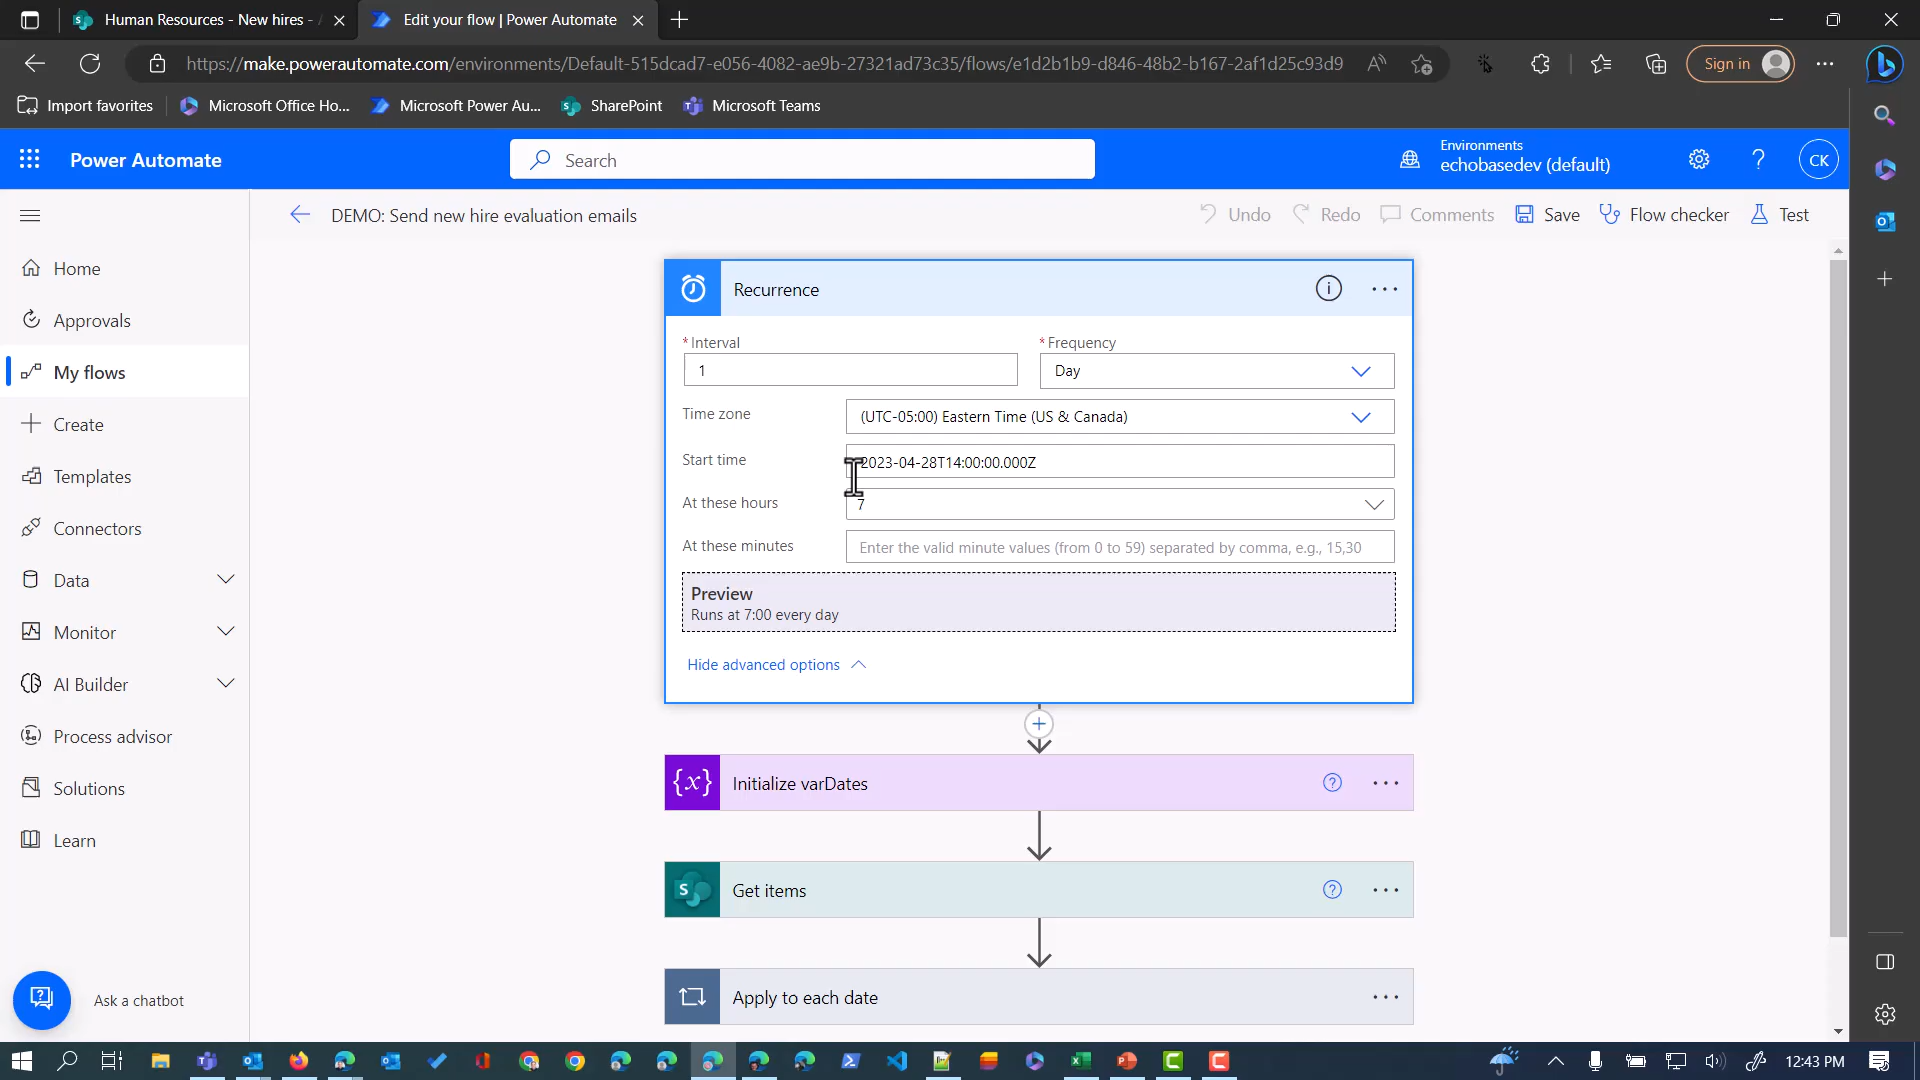 Human Resources - New hires -
Edit your flow | Power Automate
https://make.powerautomate.com/environments/Default-515dcad7-e056-4082-ae9b-27321ad73c35/flows/e1d2b1b9-d846-48b2-b167-2af1d25c93d9
Sign in
Import favorites
Microsoft Office Ho...
Microsoft Power Au...
SharePoint
Microsoft Teams
Power Automate
Search
Environments
echobasedev (default)
CK
DEMO: Send new hire evaluation emails
Undo
Redo
Comments
Save
Flow checker
Test
Home
Approvals
My flows
Create
Templates
Connectors
Data
Monitor
AI Builder
Process advisor
Solutions
Learn
Ask a chatbot
Recurrence
* Interval
* Frequency
1
Day
Time zone
(UTC-05:00) Eastern Time (US & Canada)
Start time
2023-04-28T14:00:00.000Z
At these hours
7
At these minutes
Enter the valid minute values (from 0 to 59) separated by comma, e.g., 15,30
Preview
Runs at 7:00 every day
Hide advanced options
Initialize varDates
Get items
Apply to each date
12:43 PM